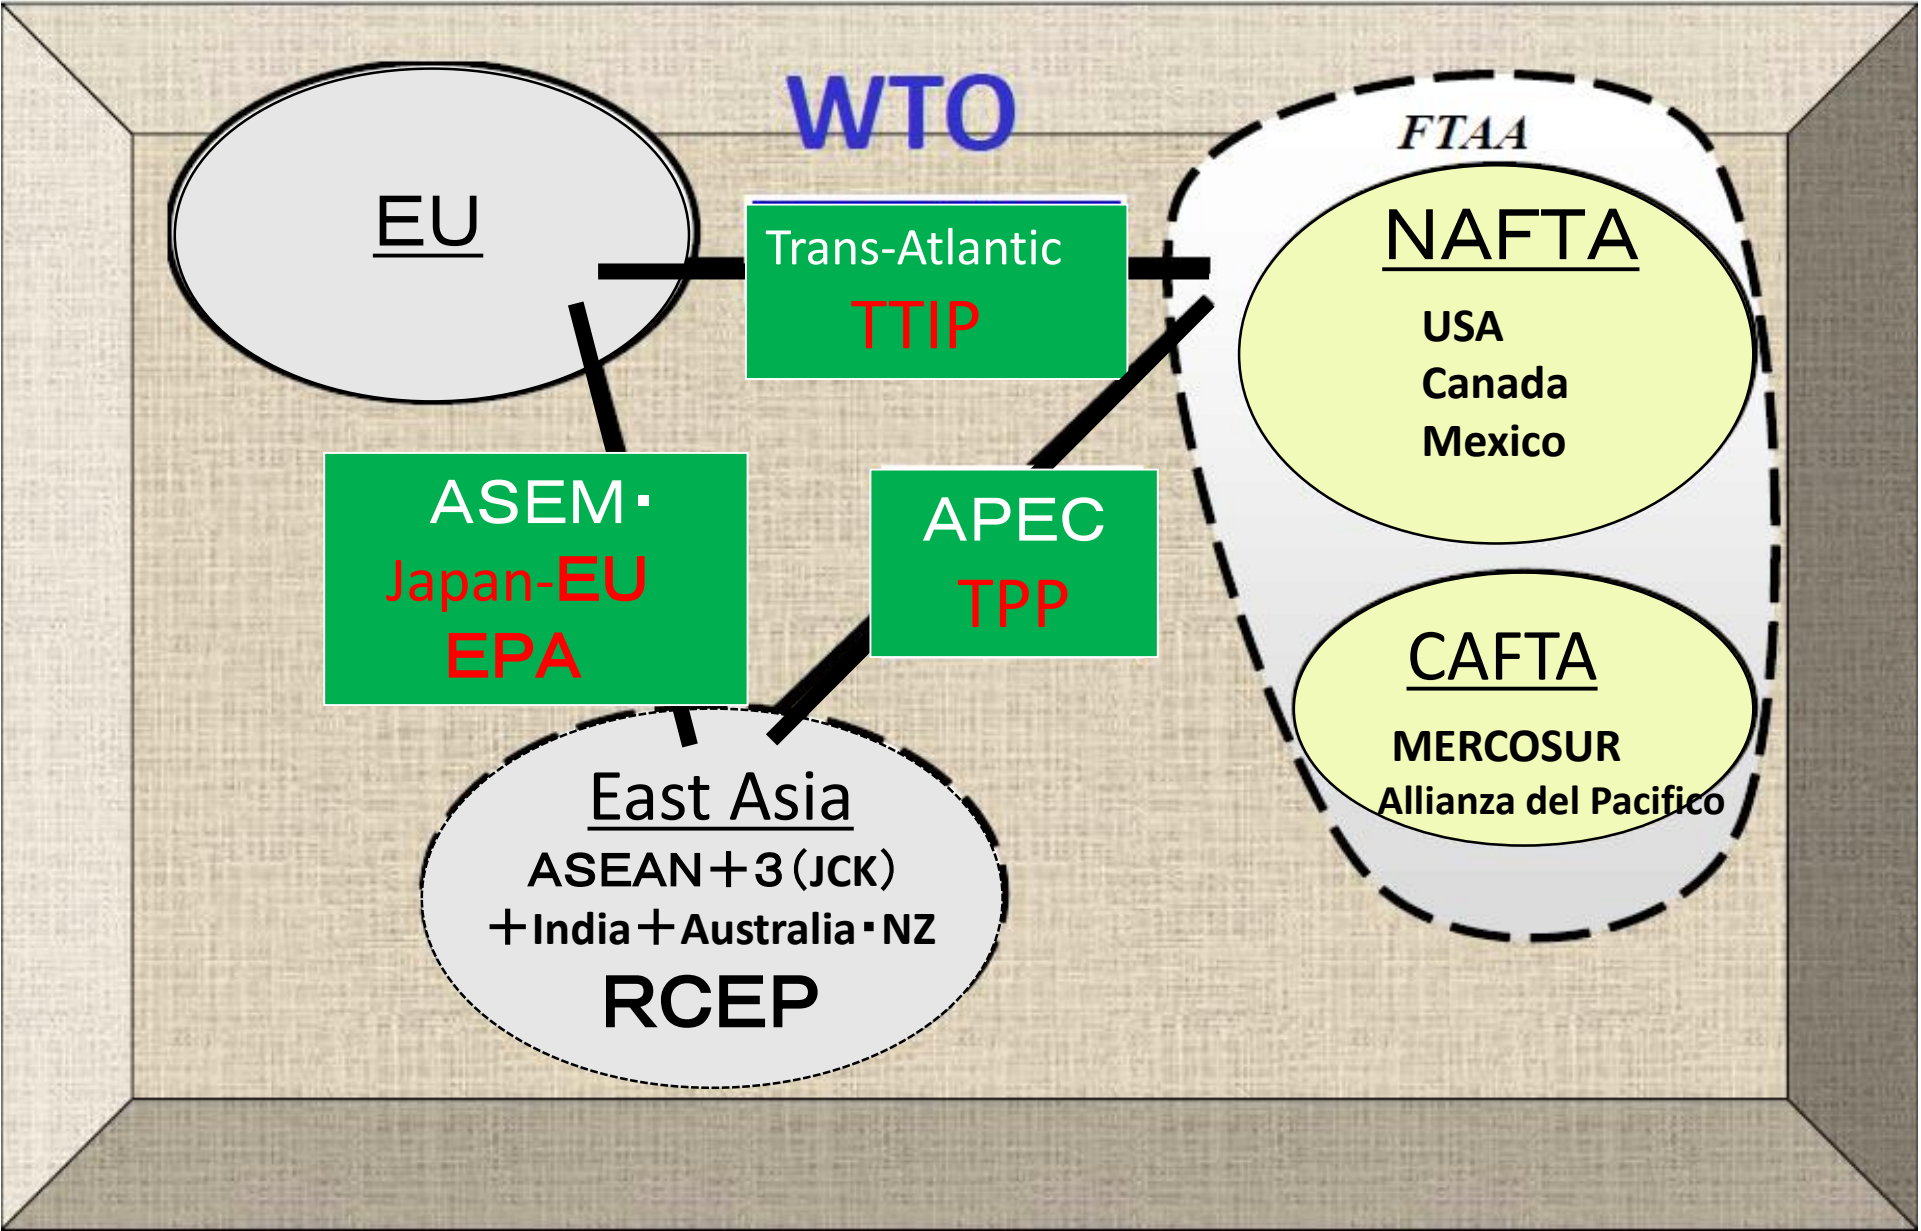 WTO
EU
Trans-Atlantic
TTIP
FTAA
NAFTA
USA
Canada
Mexico
ASEM・
Japan-EU
EPA
APEC
TPP
CAFTA
MERCOSUR
Allianza del Pacifico
East Asia
ASEAN＋3（JCK）
＋India＋Australia・NZ
RCEP